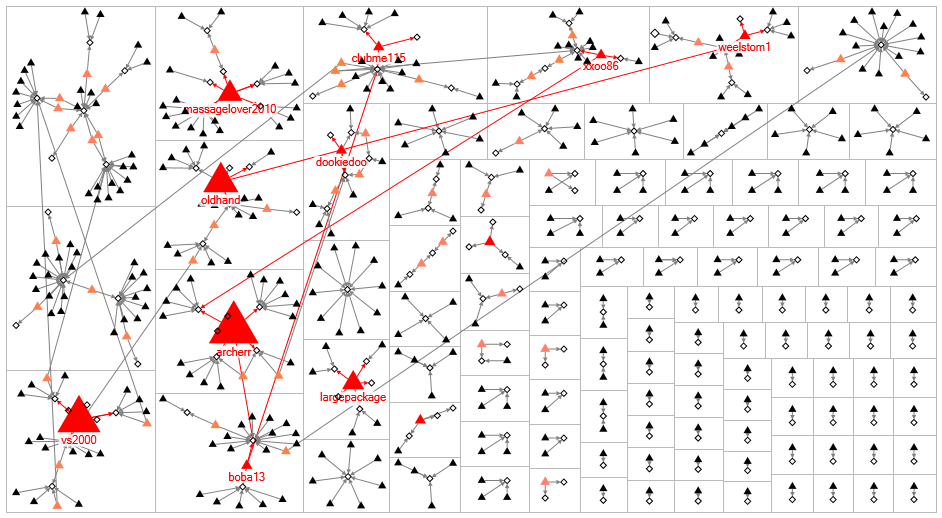 clubme115
xxoo86
weelstom1
massagelover2010
dookiedoo
oldhand
archerr
largepackage
vs2000
boba13